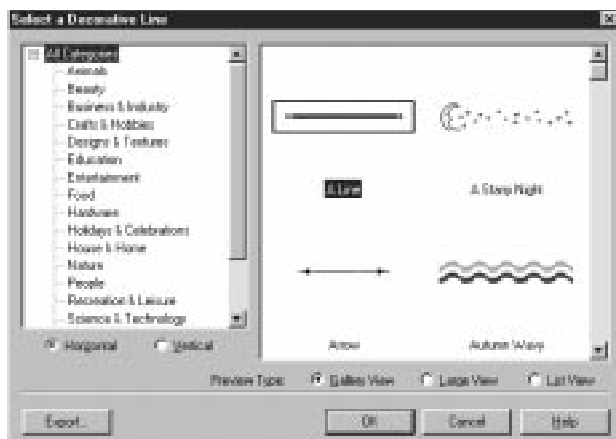 Select a Decorative Line
All Categories
Animals
Beauty
Business & Industry
Crafts & Hobbies
Designs & Textures
Education
Entertainment
Food
Hardware
Holidays & Celebrations
House & Home
Nature
People
Recreation & Leisure
Science & Technology
Horizontal Vertical
A Line
A Starry Night
Arrow
Autumn Wavy
Preview Type: Gallery View Large View List View
Export... OK Cancel Help